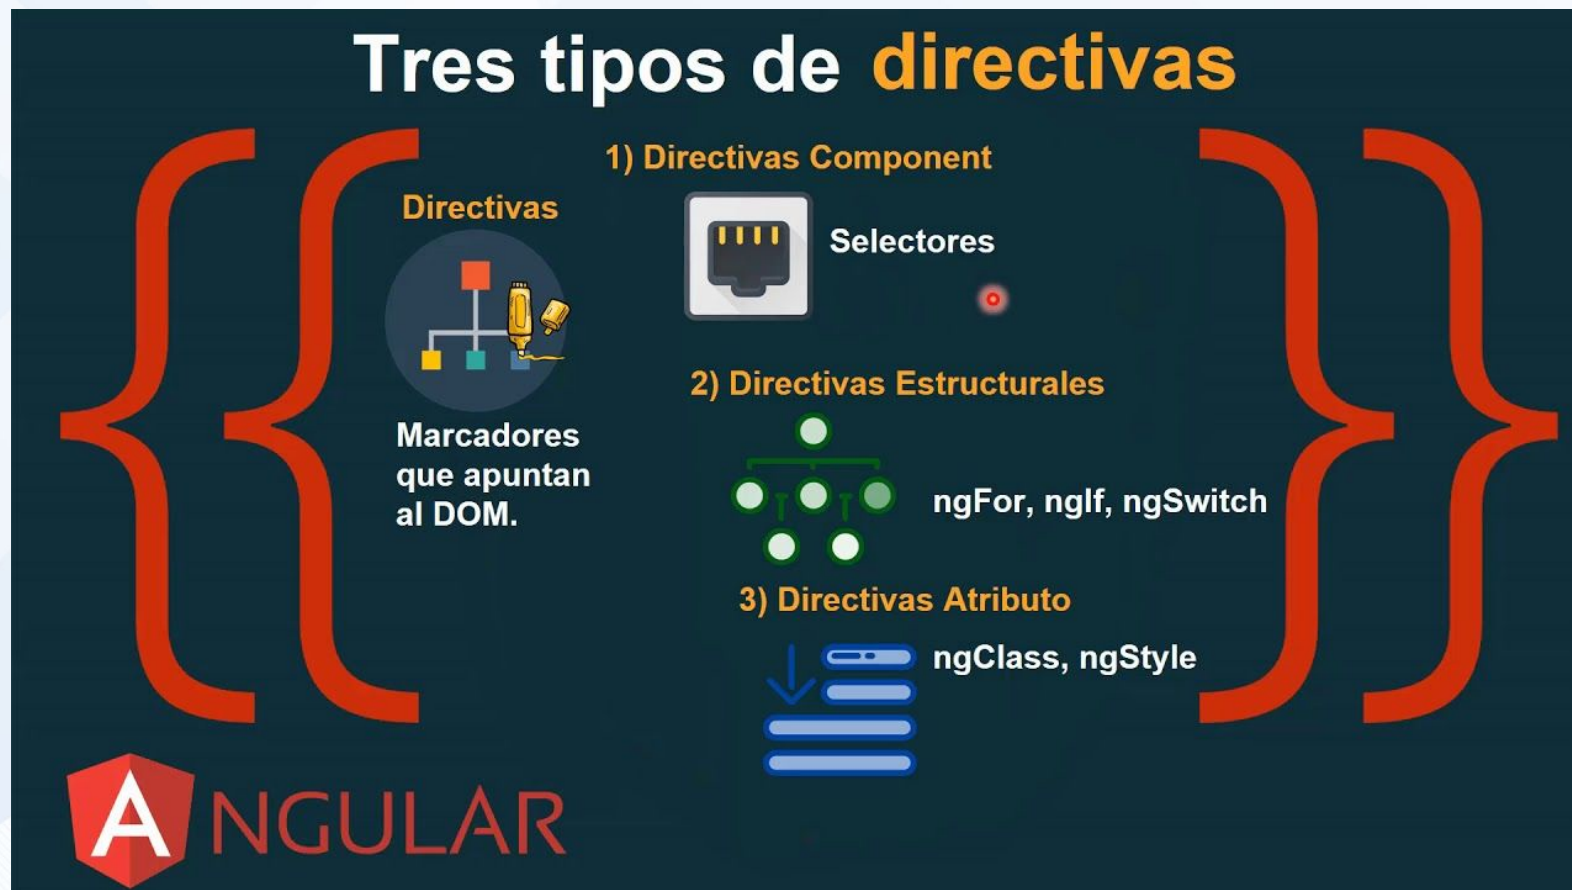 Tres tipos de directivas
1) Directivas Component
Directivas
Selectores
Marcadores
que apuntan
al DOM.
2) Directivas Estructurales
ngFor, ngIf, ngSwitch
3) Directivas Atributo
ngClass, ngStyle
ANGULAR